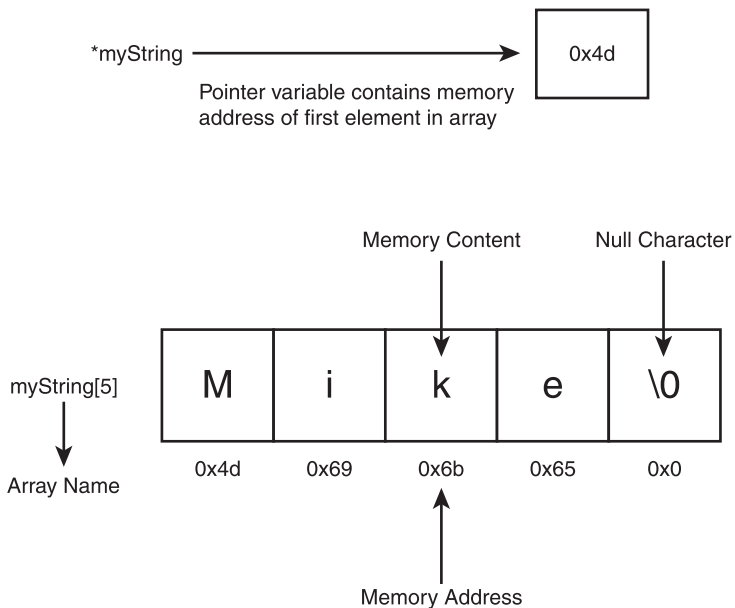 *myString
0x4d
Pointer variable contains memory
address of first element in array
Memory Content
Null Character
myString[5]
M
i
k
e
\0
0x4d
0x69
0x6b
0x65
0x0
Array Name
Memory Address